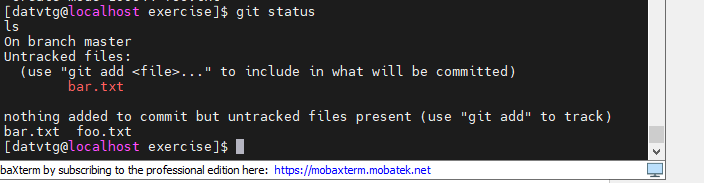 [datvtg@localhost exercise]$ git status
ls
On branch master
Untracked files:
  (use "git add <file>..." to include in what will be committed)
        bar.txt

nothing added to commit but untracked files present (use "git add" to track)
bar.txt  foo.txt
[datvtg@localhost exercise]$
baXterm by subscribing to the professional edition here: https://mobaxterm.mobatek.net